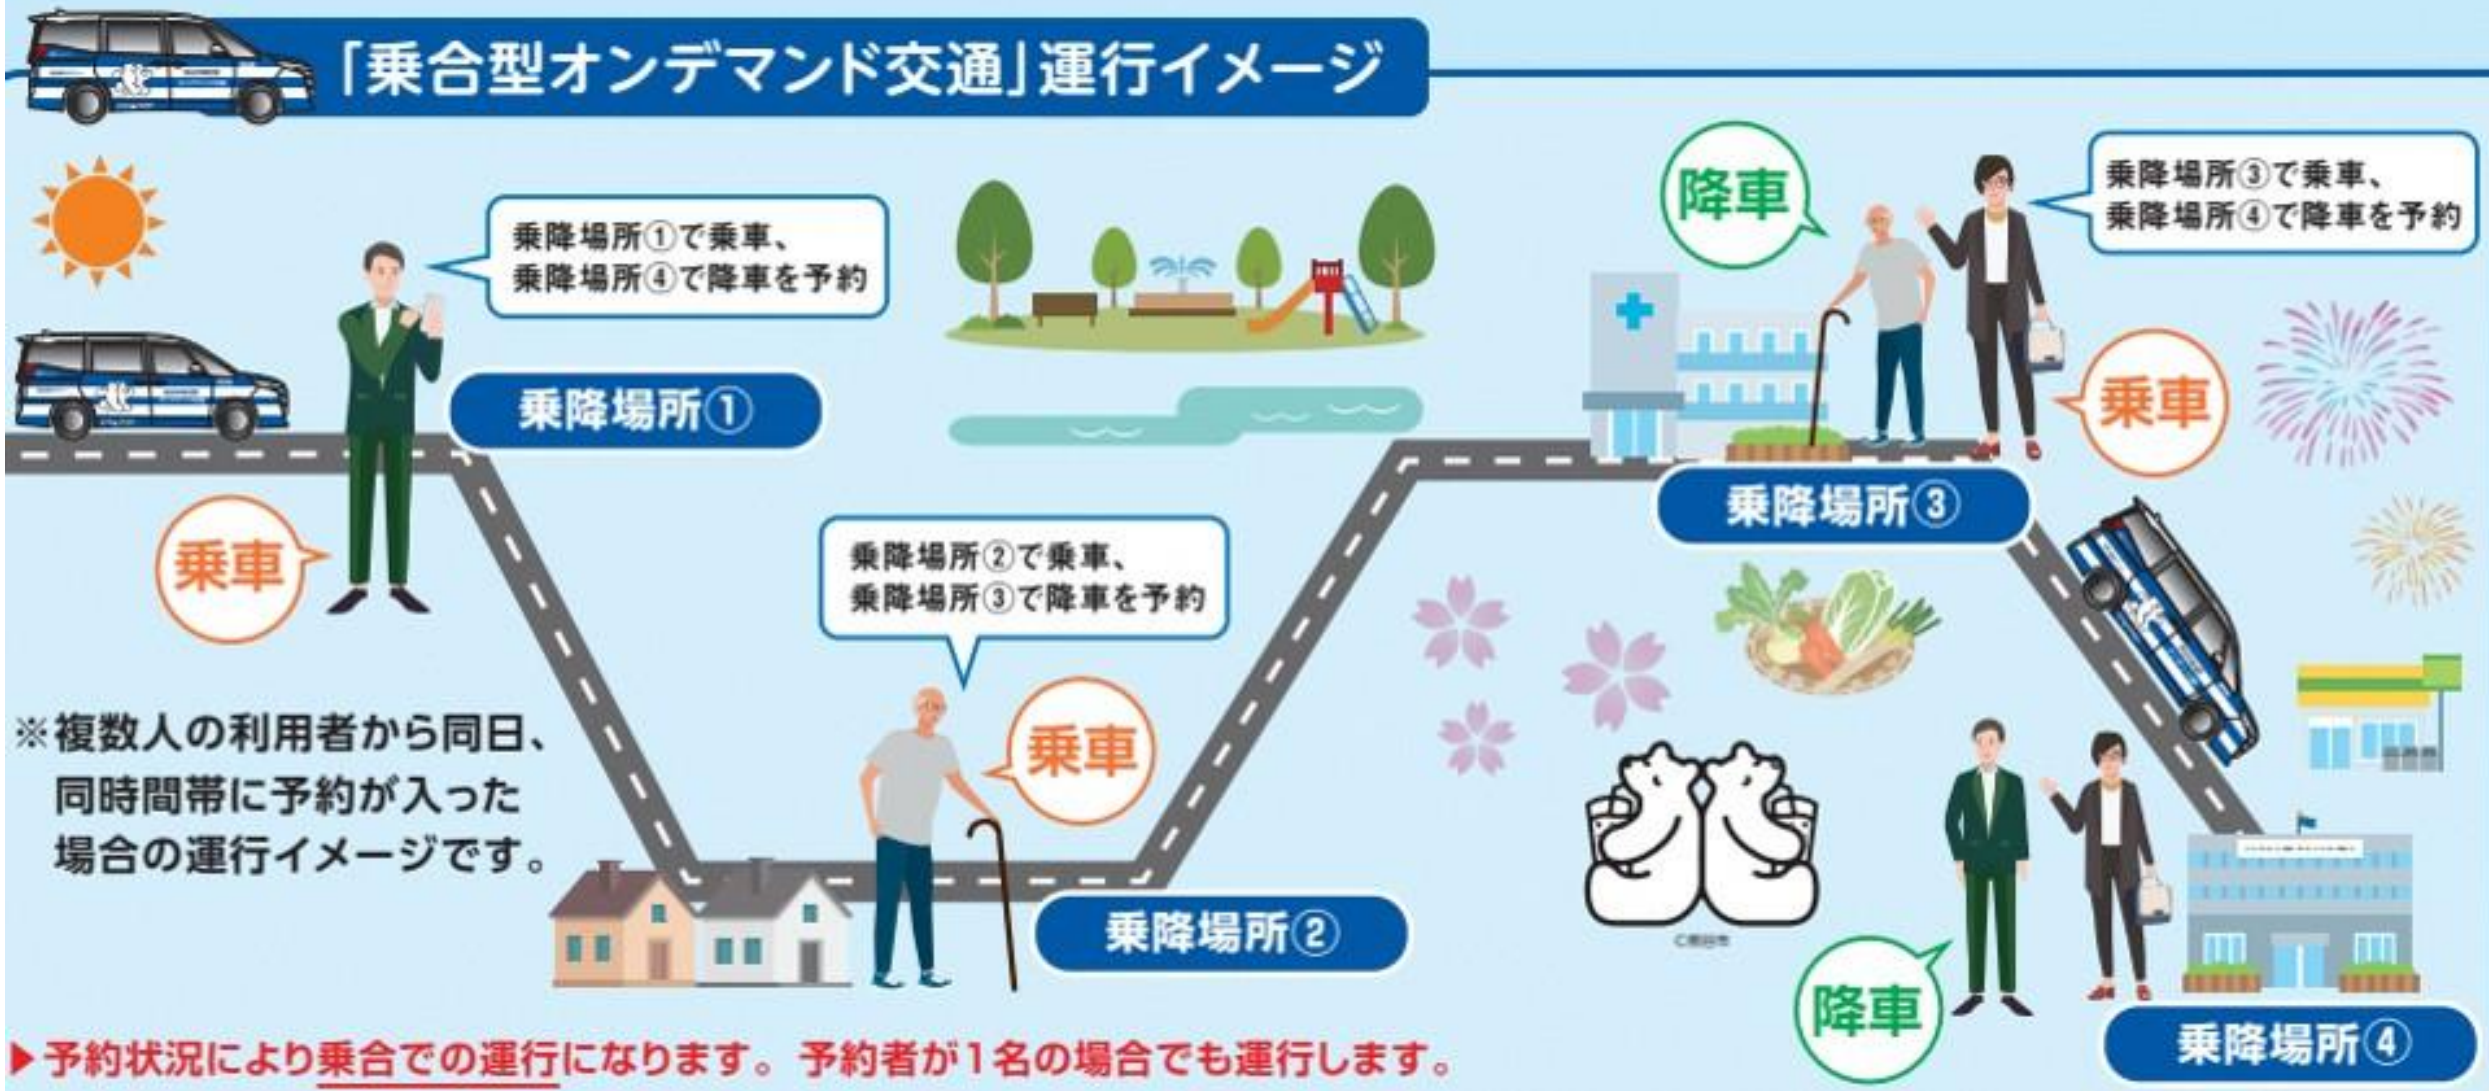 「乗合型オンデマンド交通」運行イメージ
乗降場所①で乗車、
乗降場所④で降車を予約
乗降場所①
乗車
乗降場所②で乗車、
乗降場所③で降車を予約
乗車
乗降場所②
降車
乗降場所③で乗車、
乗降場所④で降車を予約
乗車
乗降場所③
降車
乗降場所④
※複数人の利用者から同日、
同時間帯に予約が入った
場合の運行イメージです。
▶予約状況により乗合での運行になります。予約者が1名の場合でも運行します。